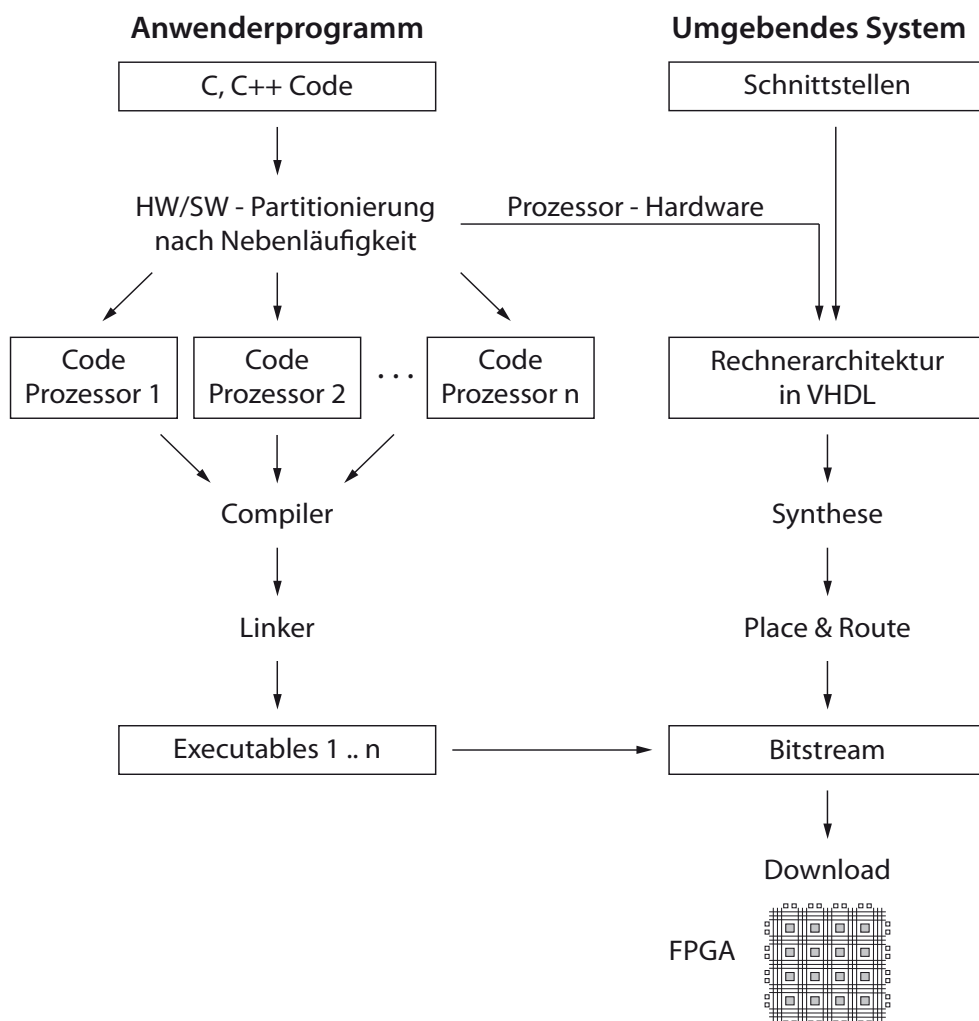 Anwenderprogramm
Umgebendes System
C, C++ Code
Schnittstellen
HW/SW - Partitionierung
nach Nebenläufigkeit
Prozessor - Hardware
Code
Prozessor 1
Code
Prozessor 2
...
Code
Prozessor n
Rechnerarchitektur
in VHDL
Compiler
Synthese
Linker
Place & Route
Executables 1 .. n
Bitstream
Download
FPGA